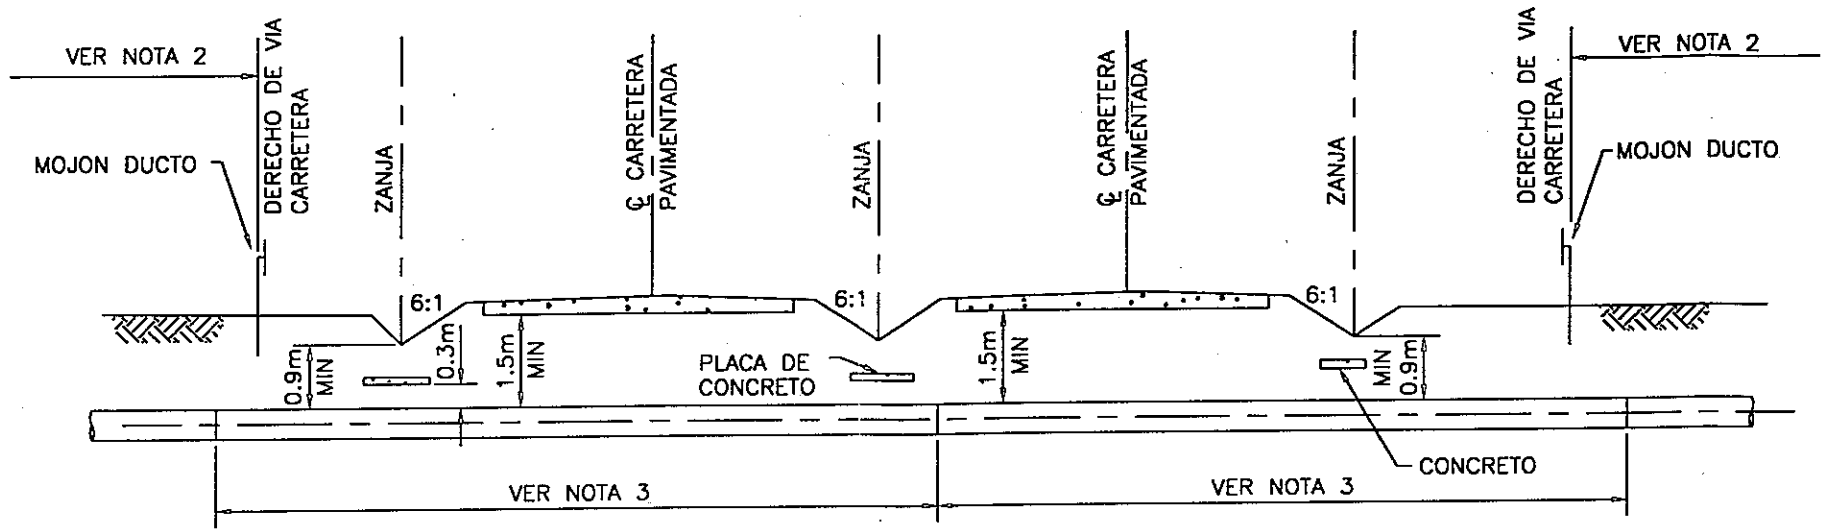 VER NOTA 2
DERECHO DE VIA
CARRETERA
MOJON DUCTO
ZANJA
℄ CARRETERA
PAVIMENTADA
ZANJA
℄ CARRETERA
PAVIMENTADA
ZANJA
DERECHO DE VIA
CARRETERA
VER NOTA 2
MOJON DUCTO
6:1
6:1
6:1
0.9m
MIN
0.3m
1.5m
MIN
PLACA DE
CONCRETO
1.5m
MIN
MIN
0.9m
CONCRETO
VER NOTA 3
VER NOTA 3